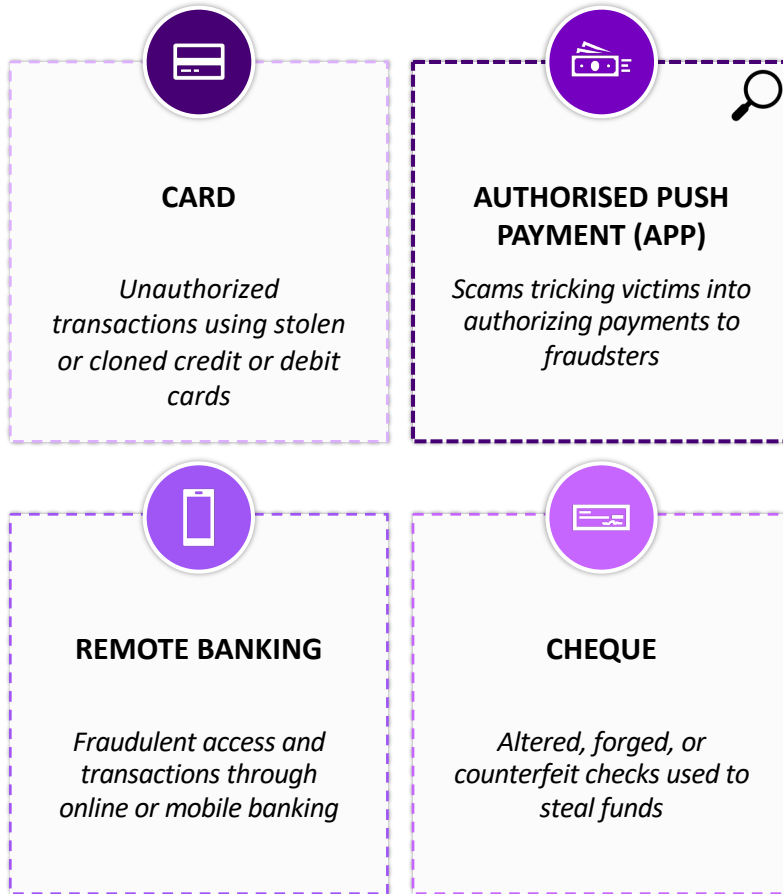 CARD
Unauthorized
transactions using stolen
or cloned credit or debit
cards
AUTHORISED PUSH
PAYMENT (APP)
Scams tricking victims into
authorizing payments to
fraudsters
REMOTE BANKING
Fraudulent access and
transactions through
online or mobile banking
CHEQUE
Altered, forged, or
counterfeit checks used to
steal funds